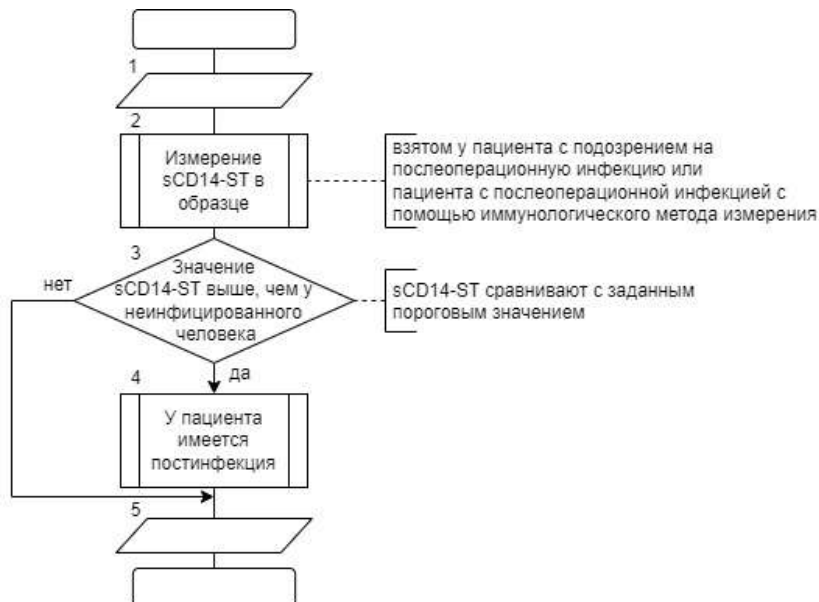 1
2
Измерение
sCD14-ST в
образце
взятом у пациента с подозрением на
послеоперационную инфекцию или
пациента с послеоперационной инфекцией с
помощью иммунологического метода измерения
3
Значение
sCD14-ST выше, чем у
неинфицированного
человека
нет
sCD14-ST сравнивают с заданным
пороговым значением
да
4
У пациента
имеется
постинфекция
5